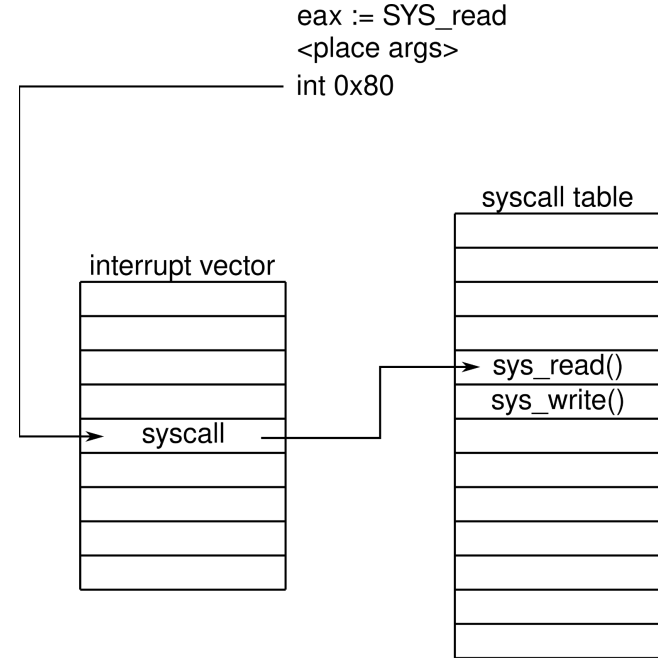 eax := SYS_read
<place args>
int 0x80
syscall table
interrupt vector
sys_read()
sys_write()
syscall